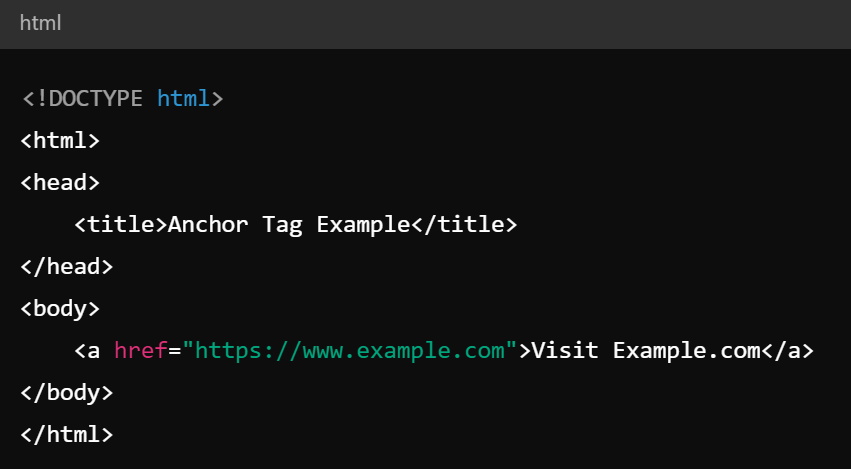 html
<!DOCTYPE html>
<html>
<head>
    <title>Anchor Tag Example</title>
</head>
<body>
    <a href="https://www.example.com">Visit Example.com</a>
</body>
</html>